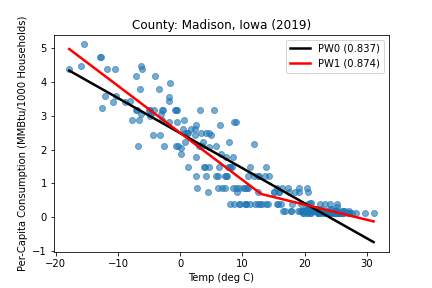 County: Madison, Iowa (2019)
Per-Capita Consumption (MMBtu/1000 Households)
5
4
3
2
1
0
−1
PW0 (0.837)
PW1 (0.874)
−20
−10
0
10
20
30
Temp (deg C)